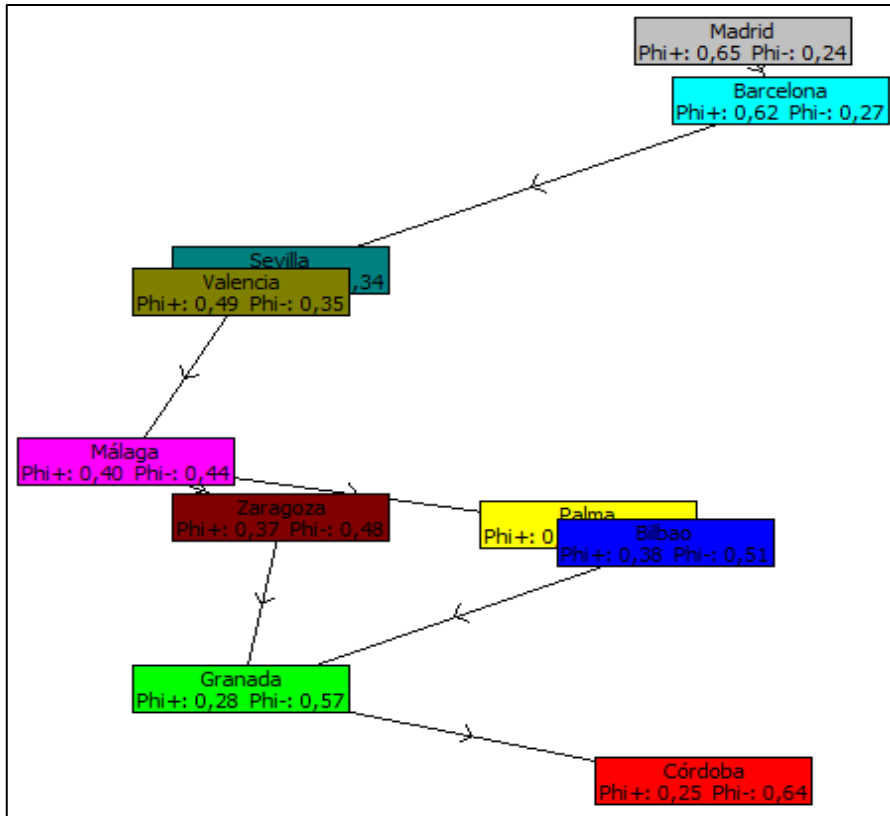 Madrid
Phi+: 0,65 Phi-: 0,24
Barcelona
Phi+: 0,62 Phi-: 0,27
Sevilla
,34
Valencia
Phi+: 0,49 Phi-: 0,35
Málaga
Phi+: 0,40 Phi-: 0,44
Zaragoza
Phi+: 0,37 Phi-: 0,48
Palma
Phi+: 0
Bilbao
Phi+: 0,38 Phi-: 0,51
Granada
Phi+: 0,28 Phi-: 0,57
Córdoba
Phi+: 0,25 Phi-: 0,64